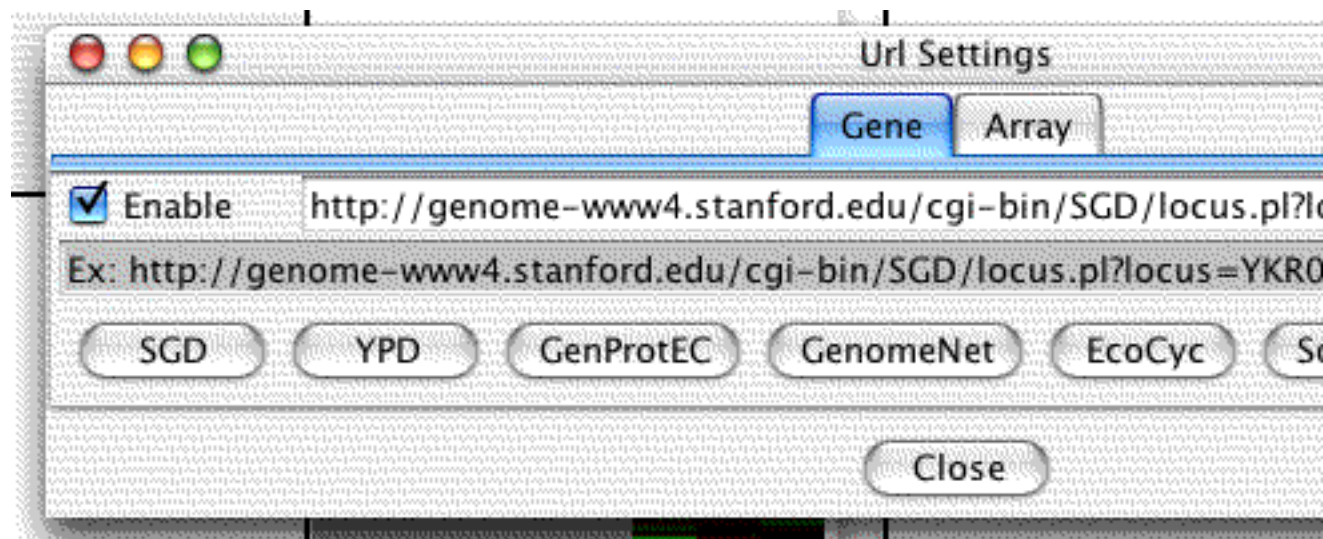 Url Settings
Gene Array
Enable http://genome-www4.stanford.edu/cgi-bin/SGD/locus.pl?lo
Ex: http://genome-www4.stanford.edu/cgi-bin/SGD/locus.pl?locus=YKR0
SGD YPD GenProtEC GenomeNet EcoCyc
Close